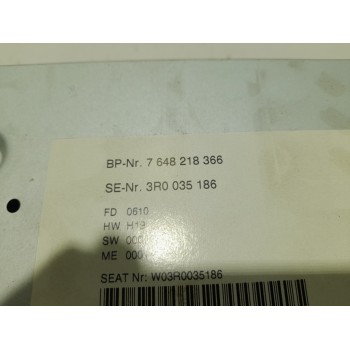 BP-Nr. 7 648 218 366
SE-Nr. 3R0 035 186
FD 0610
HW H19
SW
ME
SEAT Nr: W03R0035186